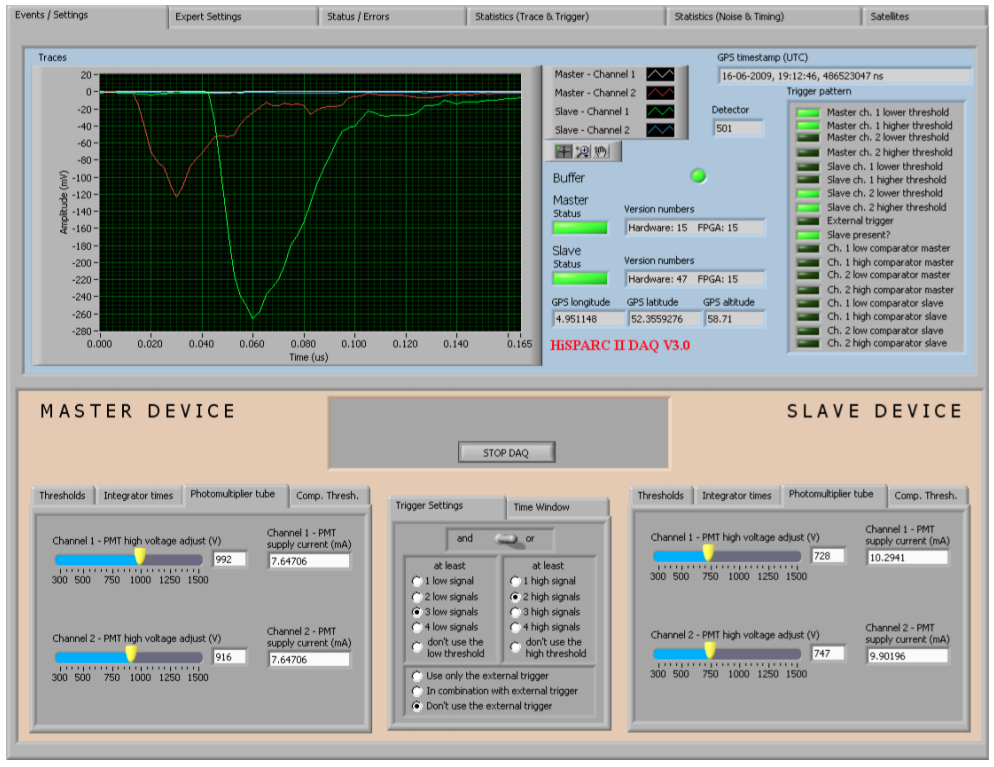 Events / Settings
Expert Settings
Status / Errors
Statistics (Trace & Trigger)
Statistics (Noise & Timing)
Satellites
Traces
20
0
-20
-40
-60
-80
-100
-120
-140
-160
-180
-200
-220
-240
-260
-280
Amplitude (mV)
0.000 0.020 0.040 0.060 0.080 0.100 0.120 0.140 0.165
Time (us)
Master - Channel 1
Master - Channel 2
Slave - Channel 1
Slave - Channel 2
GPS timestamp (UTC)
16-06-2009, 19:12:46, 486523047 ns
Detector
501
Buffer
Master
Status
Version numbers
Hardware: 15 FPGA: 15
Slave
Status
Version numbers
Hardware: 47 FPGA: 15
GPS longitude GPS latitude GPS altitude
4.951148 52.3559276 58.71
HiSPARC II DAQ V3.0
Trigger pattern
Master ch. 1 lower threshold
Master ch. 1 higher threshold
Master ch. 2 lower threshold
Master ch. 2 higher threshold
Slave ch. 1 lower threshold
Slave ch. 1 higher threshold
Slave ch. 2 lower threshold
Slave ch. 2 higher threshold
External trigger
Slave present?
Ch. 1 low comparator master
Ch. 1 high comparator master
Ch. 2 low comparator master
Ch. 2 high comparator master
Ch. 1 low comparator slave
Ch. 1 high comparator slave
Ch. 2 low comparator slave
Ch. 2 high comparator slave
MASTER DEVICE
STOP DAQ
SLAVE DEVICE
Thresholds
Integrator times
Photomultiplier tube
Comp. Thresh.
Channel 1 - PMT high voltage adjust (V)
992
300 500 750 1000 1250 1500
Channel 1 - PMT
supply current (mA)
7.64706
Channel 2 - PMT high voltage adjust (V)
916
300 500 750 1000 1250 1500
Channel 2 - PMT
supply current (mA)
7.64706
Trigger Settings
Time Window
and or
at least
1 low signal
2 low signals
3 low signals
4 low signals
don't use the
low threshold
at least
1 high signal
2 high signals
3 high signals
4 high signals
don't use the
high threshold
Use only the external trigger
In combination with external trigger
Don't use the external trigger
Thresholds
Integrator times
Photomultiplier tube
Comp. Thresh.
Channel 1 - PMT high voltage adjust (V)
728
300 500 750 1000 1250 1500
Channel 1 - PMT
supply current (mA)
10.2941
Channel 2 - PMT high voltage adjust (V)
747
300 500 750 1000 1250 1500
Channel 2 - PMT
supply current (mA)
9.90196